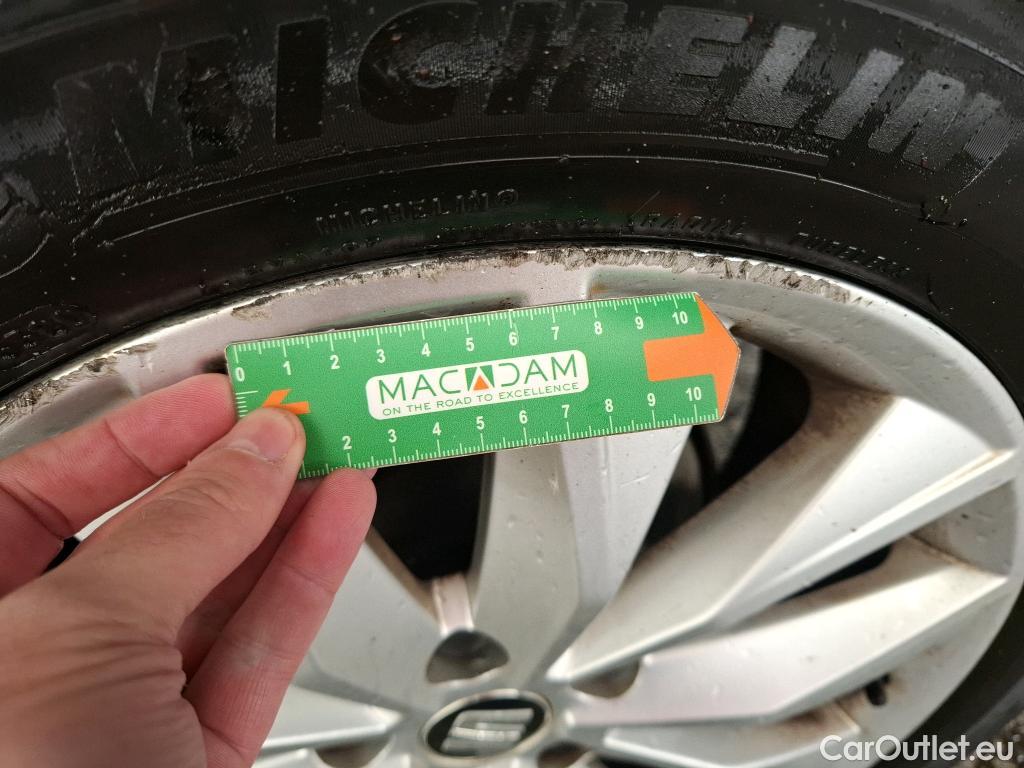 MICHELIN
MICHELIN
RADIAL TUBELESS
0 1 2 3 4 5 6 7 8 9 10
MACADAM
ON THE ROAD TO EXCELLENCE
2 3 4 5 6 7 8 9 10
CarOutlet.eu